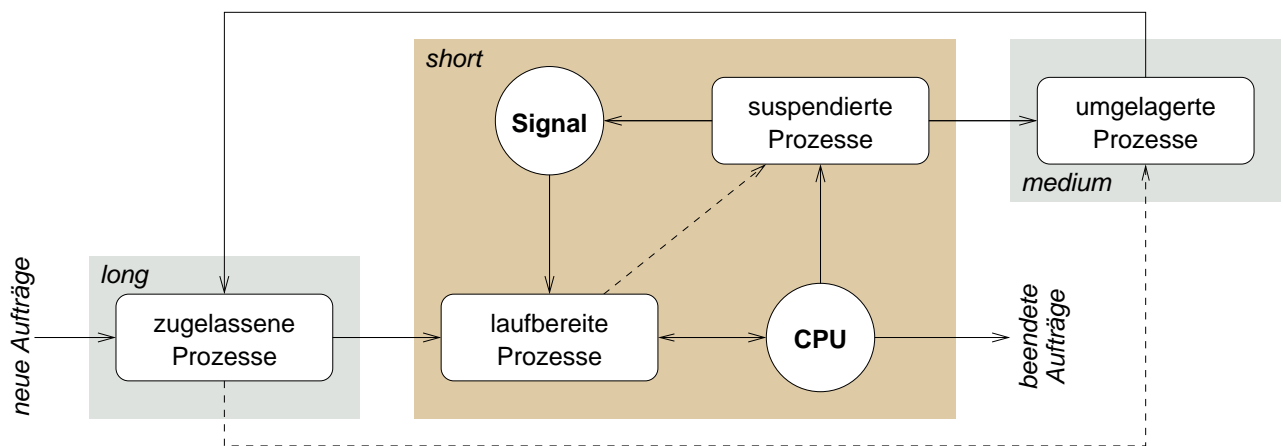 short
Signal
suspendierte
Prozesse
umgelagerte
Prozesse
medium
neue Aufträge
long
zugelassene
Prozesse
laufbereite
Prozesse
CPU
beendete
Aufträge